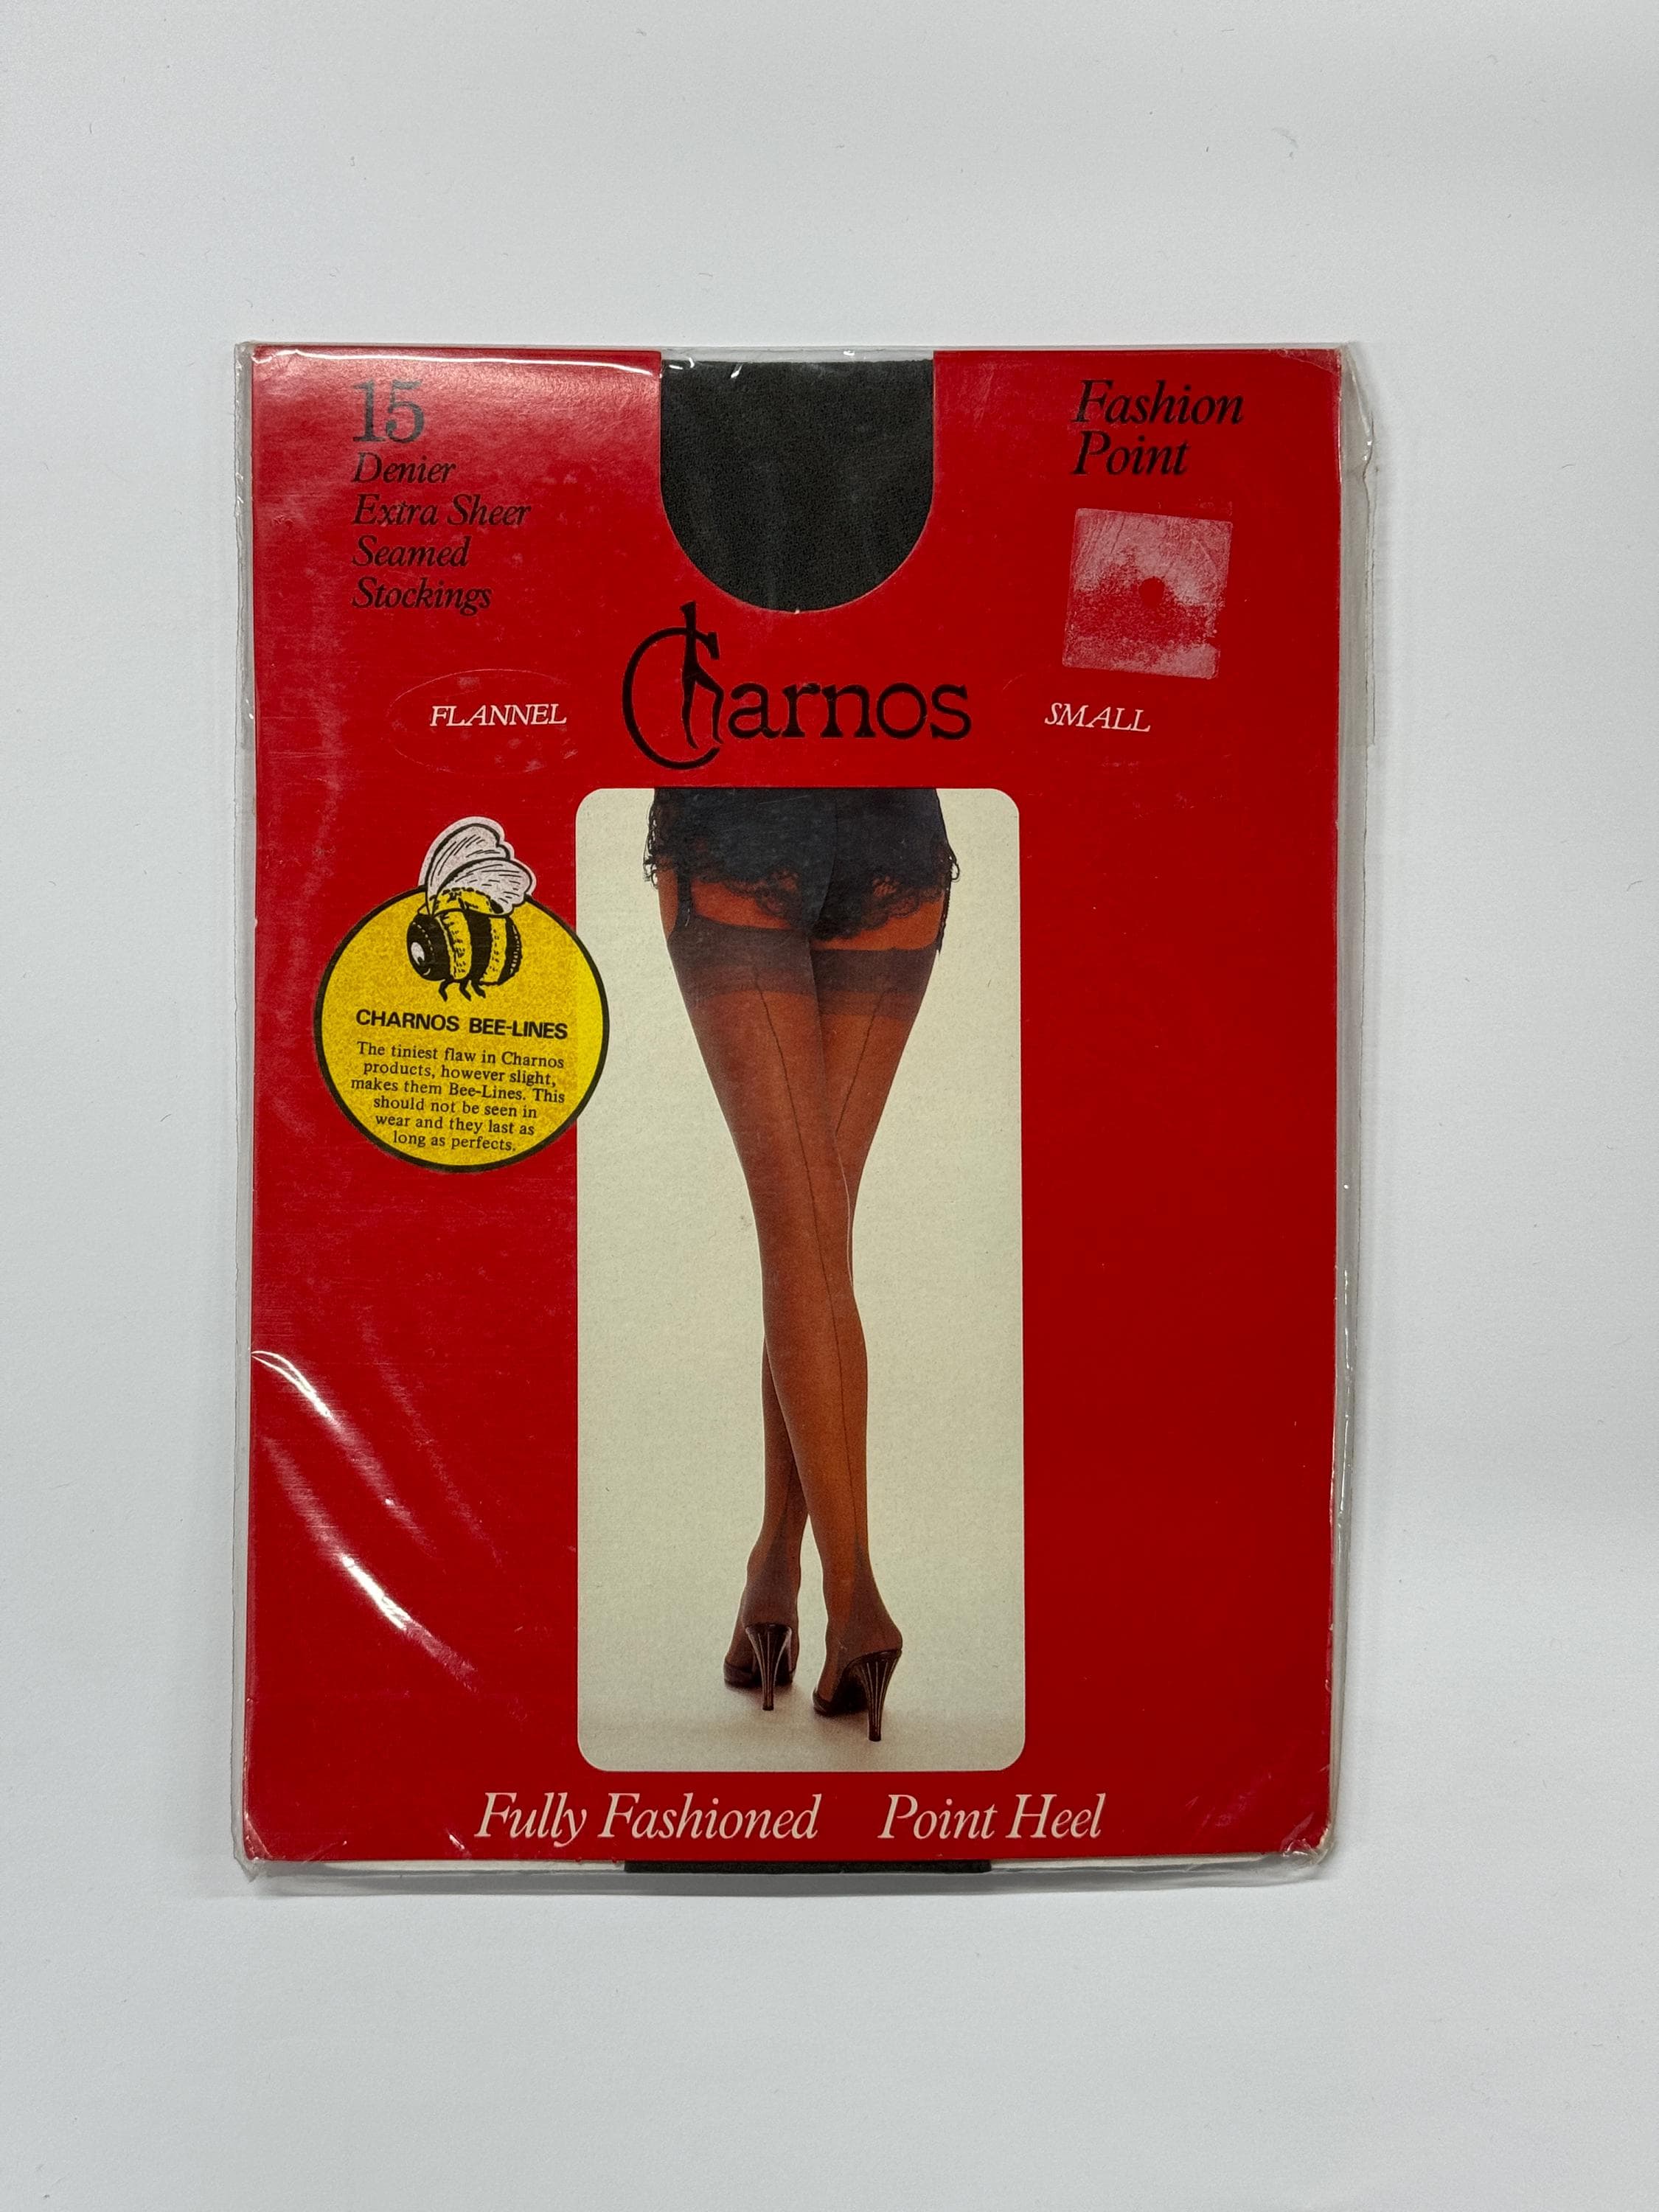 15
Denier
Extra Sheer
Seamed
Stockings
Fashion
Point
Charnos
FLANNEL
SMALL
CHARNOS BEE-LINES
The tiniest flaw in Charnos
products, however slight,
makes them Bee-Lines. This
should not be seen in
wear and they last as
long as perfects.
Fully Fashioned Point Heel